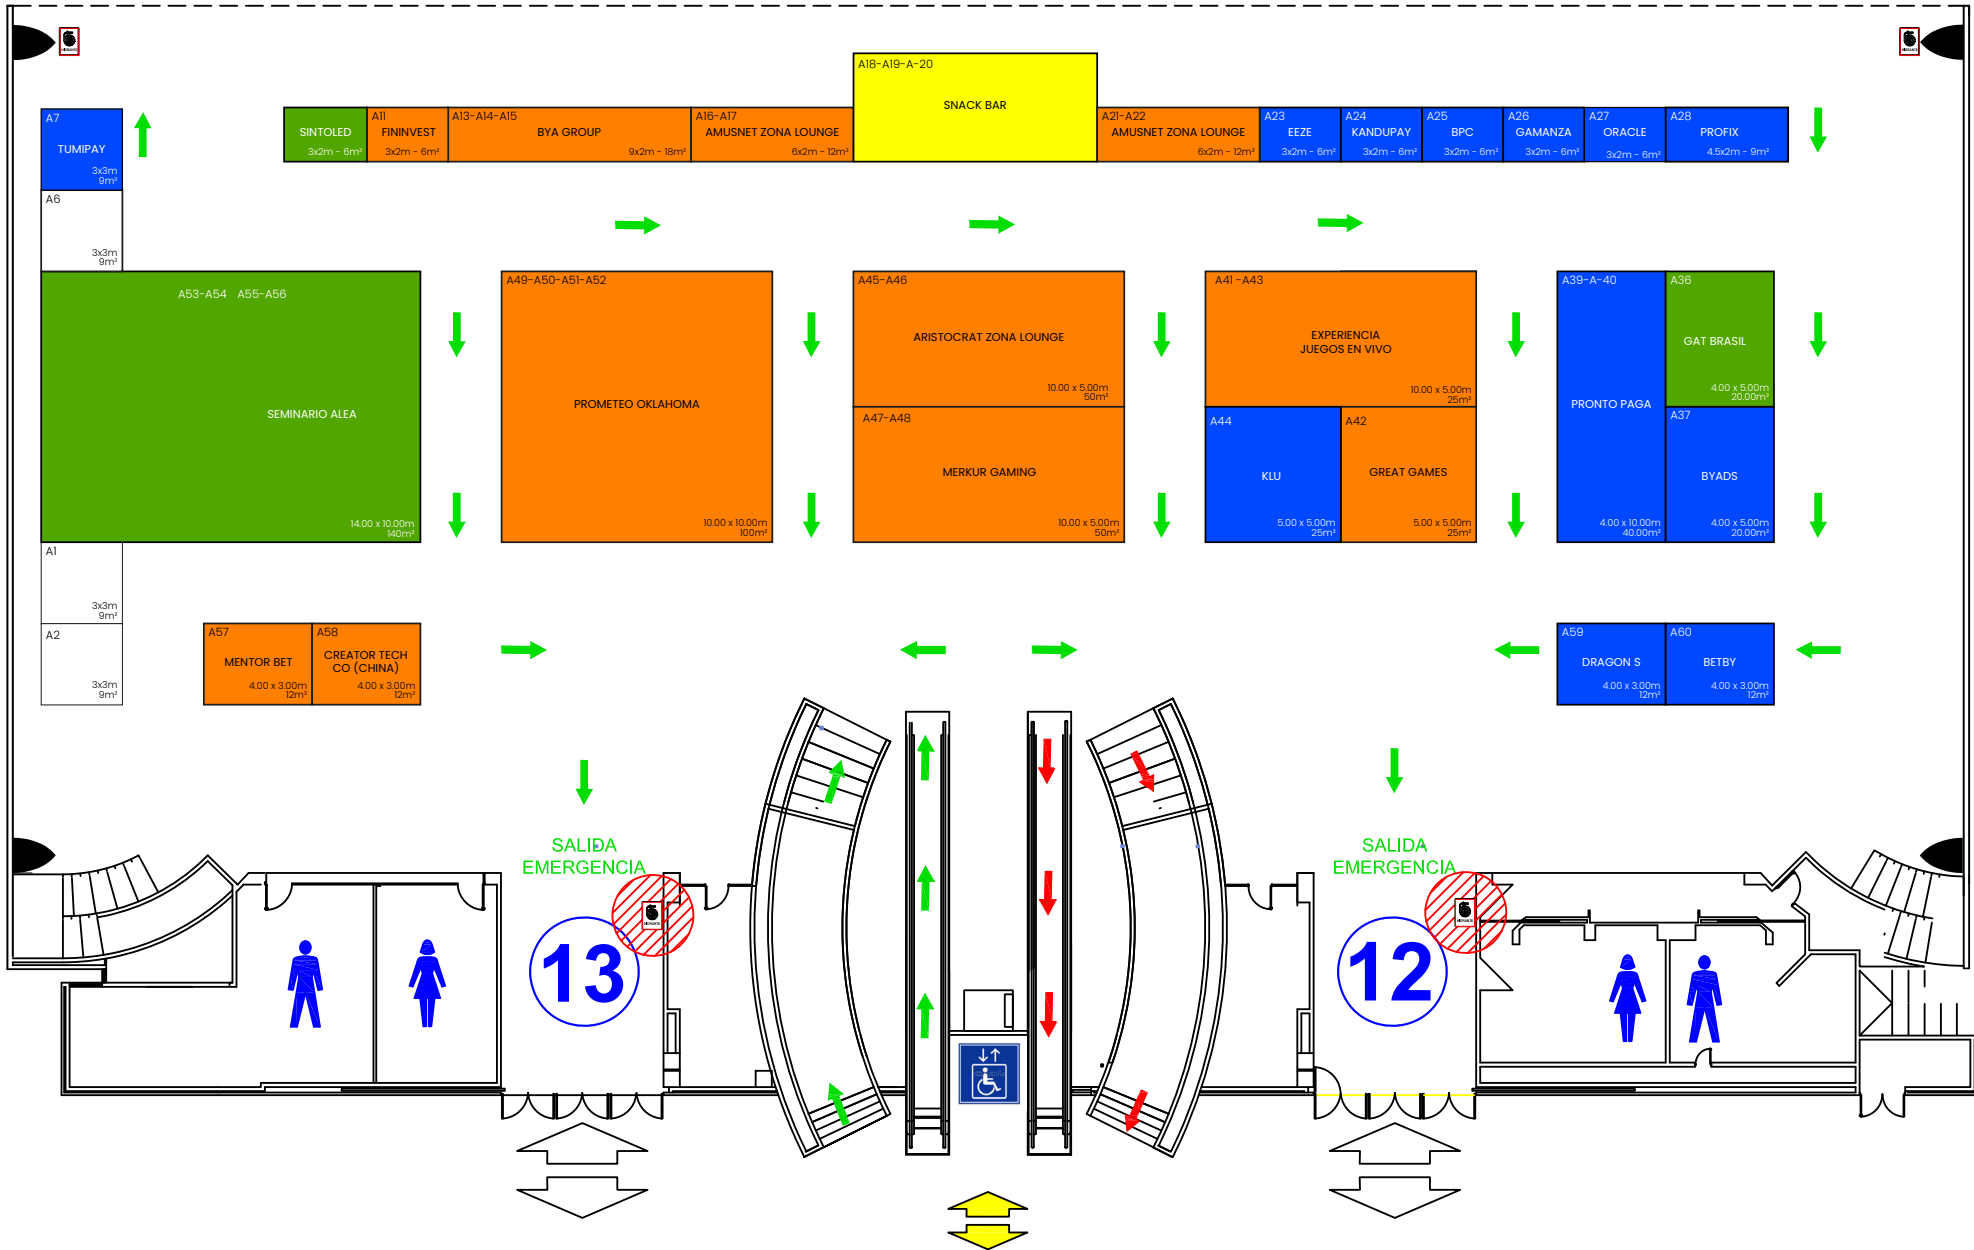 HIDRANTE
HIDRANTE
A7
TUMIPAY
3x3m
9m²
A6
3x3m
9m²
SINTOLED
3x2m - 6m²
A11
FININVEST
3x2m - 6m²
A13-A14-A15
BYA GROUP
9x2m - 18m²
A16-A17
AMUSNET ZONA LOUNGE
6x2m - 12m²
A18-A19-A-20
SNACK BAR
A21-A22
AMUSNET ZONA LOUNGE
6x2m - 12m²
A23
EEZE
3x2m - 6m²
A24
KANDUPAY
3x2m - 6m²
A25
BPC
3x2m - 6m²
A26
GAMANZA
3x2m - 6m²
A27
ORACLE
3x2m - 6m²
A28
PROFIX
4.5x2m - 9m²
A53-A54 A55-A56
SEMINARIO ALEA
14.00 x 10.00m
140m²
A49-A50-A51-A52
PROMETEO OKLAHOMA
10.00 x 10.00m
100m²
A45-A46
ARISTOCRAT ZONA LOUNGE
10.00 x 5.00m
50m²
A47-A48
MERKUR GAMING
10.00 x 5.00m
50m²
A41 -A43
EXPERIENCIA
JUEGOS EN VIVO
10.00 x 5.00m
25m²
A44
KLU
5.00 x 5.00m
25m²
A42
GREAT GAMES
5.00 x 5.00m
25m²
A39-A-40
PRONTO PAGA
4.00 x 10.00m
40.00m²
A36
GAT BRASIL
4.00 x 5.00m
20.00m²
A37
BYADS
4.00 x 5.00m
20.00m²
A1
3x3m
9m²
A2
3x3m
9m²
A57
MENTOR BET
4.00 x 3.00m
12m²
A58
CREATOR TECH
CO (CHINA)
4.00 x 3.00m
12m²
A59
DRAGON S
4.00 x 3.00m
12m²
A60
BETBY
4.00 x 3.00m
12m²
SALIDA
EMERGENCIA
SALIDA
EMERGENCIA
HIDRANTE
HIDRANTE
13
12